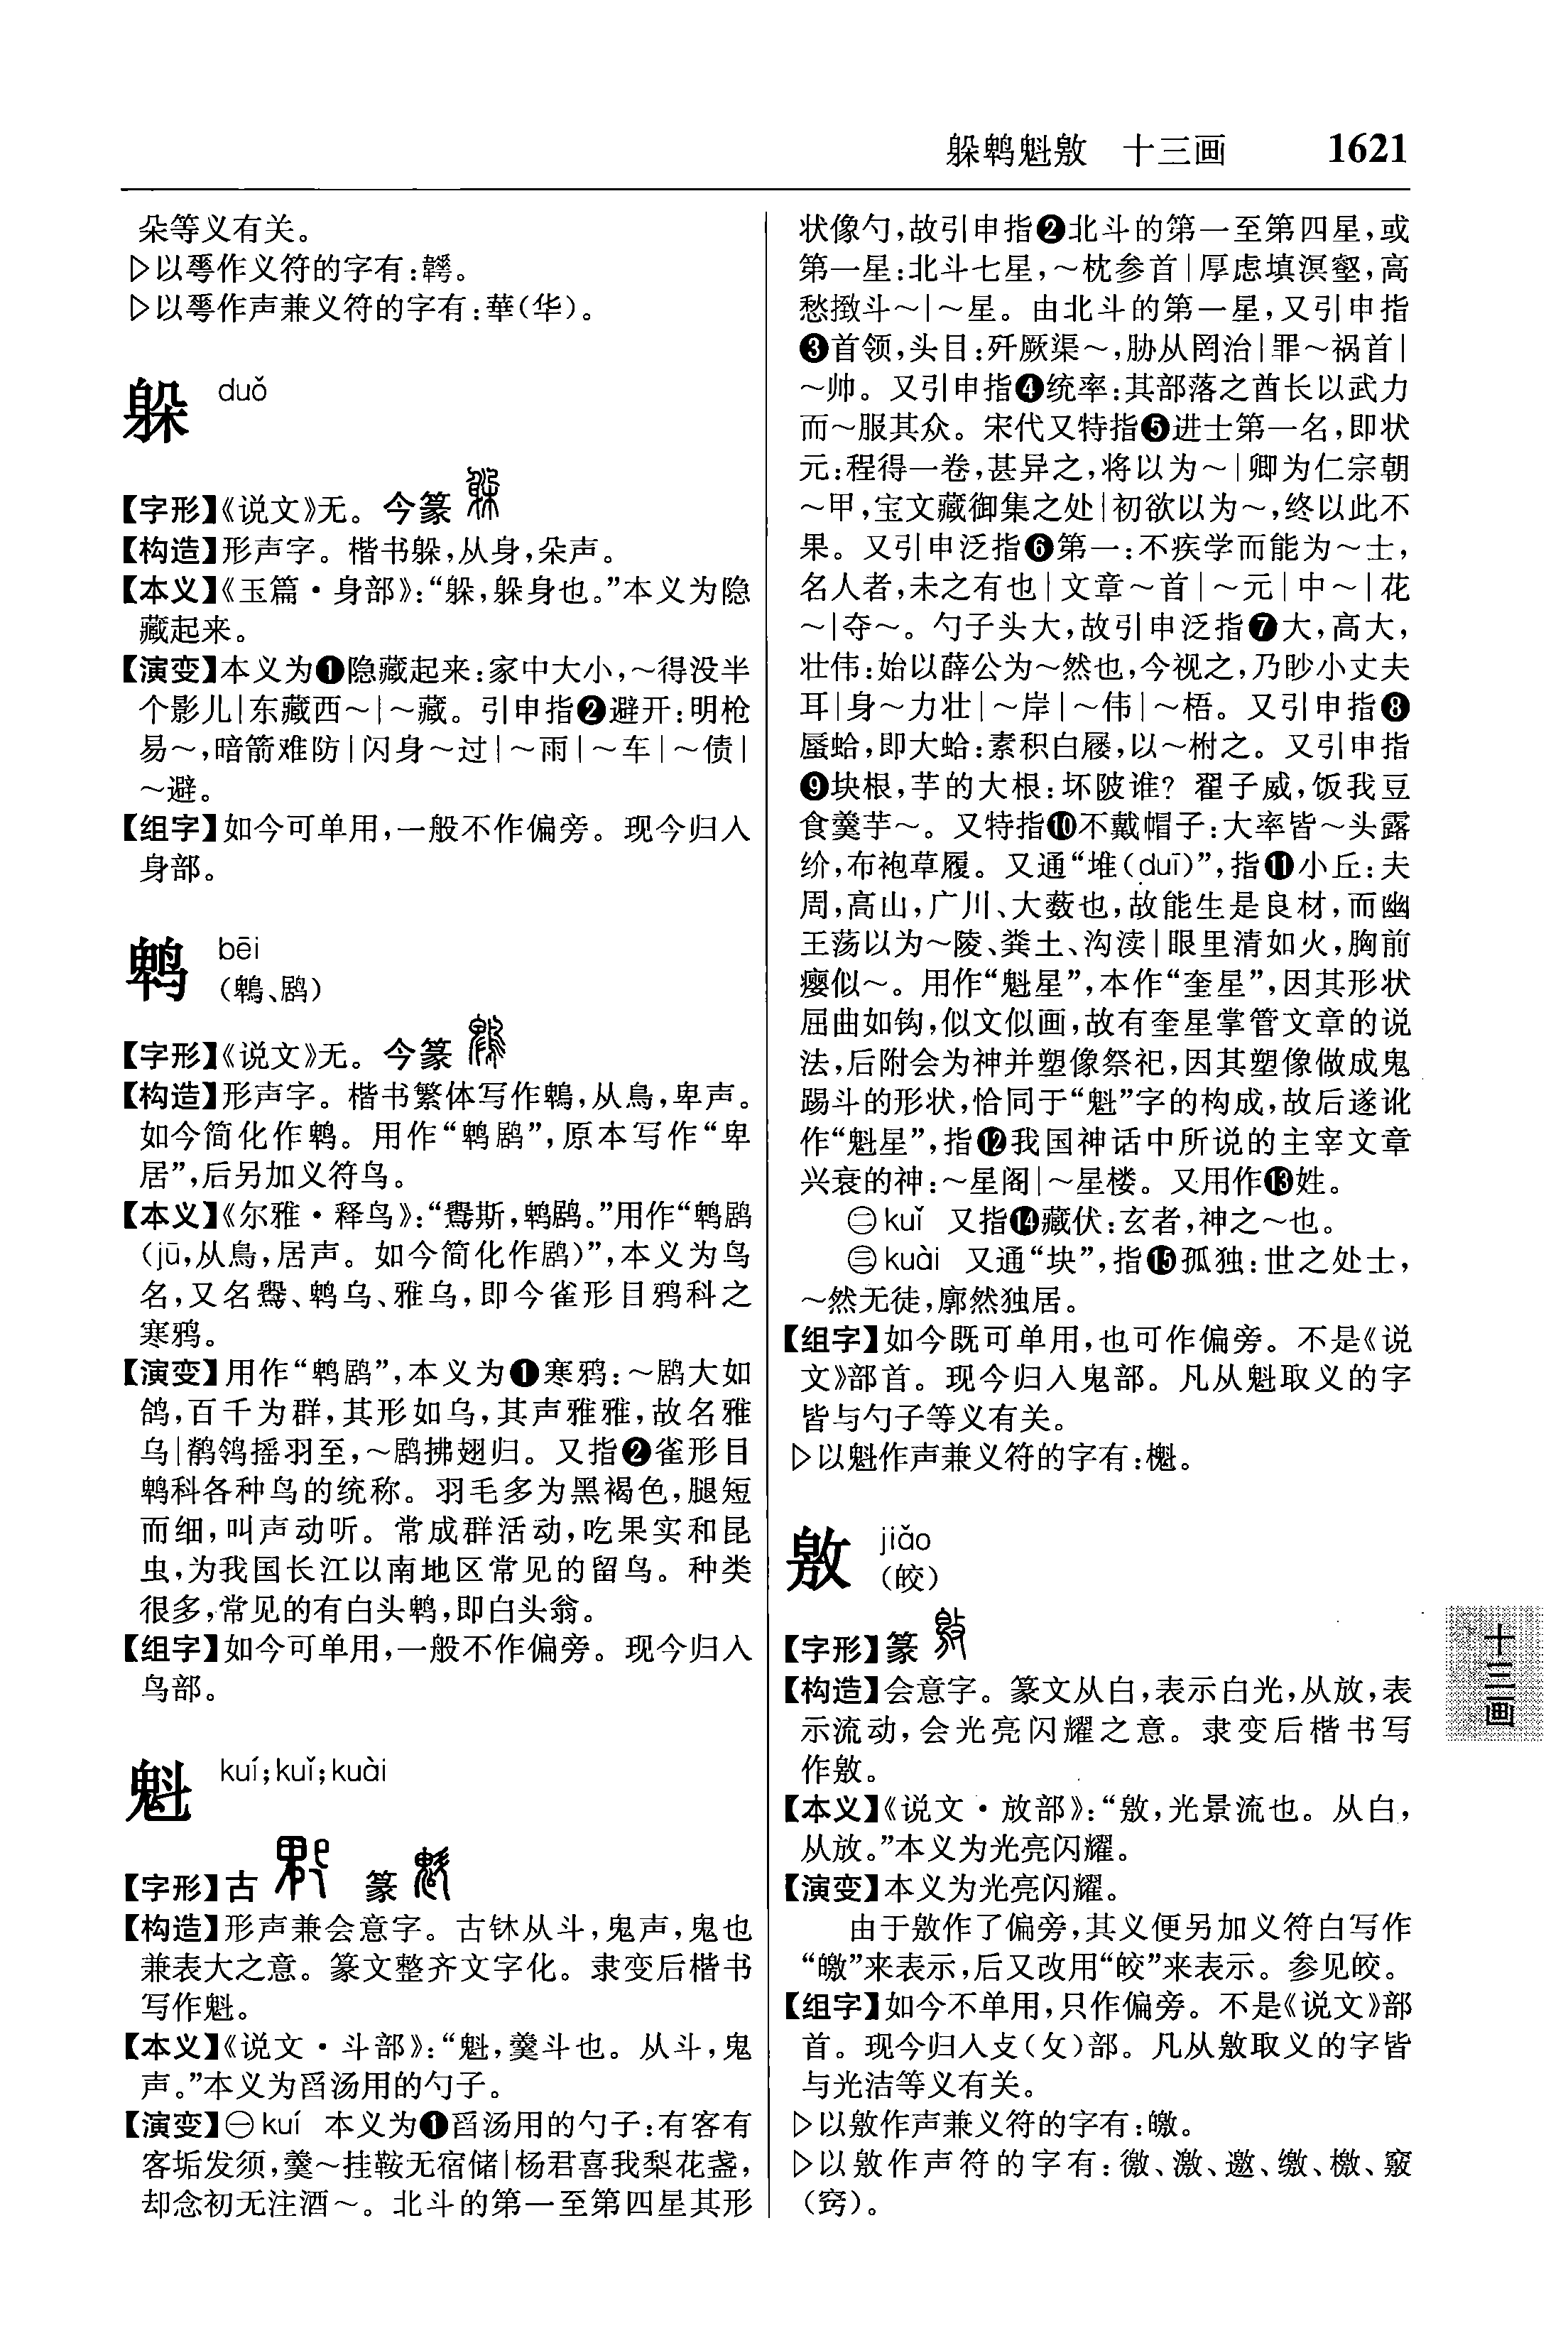 躲鹎魁敫 十三画 1621
朵等义有关。
▷以䓵作义符的字有:韡。
▷以䓵作声兼义符的字有:華(华)。
躲 duǒ
【字形】《说文》无。今篆
【构造】形声字。楷书躲,从身,朵声。
【本义】《玉篇·身部》:“躲,躲身也。”本义为隐
藏起来。
【演变】本义为❶隐藏起来:家中大小,～得没半
个影儿|东藏西～|～藏。引申指❷避开:明枪
易～,暗箭难防|闪身～过|～雨|～车|～债|
～避。
【组字】如今可单用,一般不作偏旁。现今归入
身部。
鹎 bēi
(鵯、鹍)
【字形】《说文》无。今篆
【构造】形声字。楷书繁体写作鵯,从鳥,卑声。
如今简化作鹎。用作“鹎鶋”,原本写作“卑
居”,后另加义符鸟。
【本义】《尔雅·释鸟》:“鸒斯,鹎鶋。”用作“鹎鶋
(jū,从鳥,居声。如今简化作鶋)”,本义为鸟
名,又名鸒、鹎乌、雅乌,即今雀形目鸦科之
寒鸦。
【演变】用作“鹎鶋”,本义为❶寒鸦:～鶋大如
鸽,百千为群,其形如乌,其声雅雅,故名雅
乌|鹡鸰摇羽至,～鶋拂翅归。又指❷雀形目
鹎科各种鸟的统称。羽毛多为黑褐色,腿短
而细,叫声动听。常成群活动,吃果实和昆
虫,为我国长江以南地区常见的留鸟。种类
很多,常见的有白头鹎,即白头翁。
【组字】如今可单用,一般不作偏旁。现今归入
鸟部。
魁 kuí;kuǐ;kuài
【字形】古 篆
【构造】形声兼会意字。古钵从斗,鬼声,鬼也
兼表大之意。篆文整齐文字化。隶变后楷书
写作魁。
【本义】《说文·斗部》:“魁,羹斗也。从斗,鬼
声。”本义为舀汤用的勺子。
【演变】㊀kuí 本义为❶舀汤用的勺子:有客有
客垢发须,羹～挂鞍无宿储|杨君喜我梨花盏,
却念初无注酒～。北斗的第一至第四星其形
状像勺,故引申指❷北斗的第一至第四星,或
第一星:北斗七星,～枕参首|厚虑填溟壑,高
愁掇斗～|～星。由北斗的第一星,又引申指
❸首领,头目:歼厥渠～,胁从罔治|罪～祸首|
～帅。又引申指❹统率:其部落之酋长以武力
而～服其众。宋代又特指❺进士第一名,即状
元:程得一卷,甚异之,将以为～|卿为仁宗朝
～甲,宝文藏御集之处|初欲以为～,终以此不
果。又引申泛指❻第一:不疾学而能为～士,
名人者,未之有也|文章～首|～元|中～|花
～|夺～。勺子头大,故引申泛指❼大,高大,
壮伟:始以薛公为～然也,今视之,乃眇小丈夫
耳|身～力壮|～岸|～伟|～梧。又引申指❽
蜃蛤,即大蛤:素积白屦,以～柎之。又引申指
❾块根,芋的大根:坏陂谁?翟子威,饭我豆
食羹芋～。又特指❿不戴帽子:大率皆～头露
紒,布袍草履。又通“堆(duī)”,指⓫小丘:夫
周,高山,广川、大薮也,故能生是良材,而幽
王荡以为～陵、粪土、沟渎|眼里清如火,胸前
瘿似～。用作“魁星”,本作“奎星”,因其形状
屈曲如钩,似文似画,故有奎星掌管文章的说
法,后附会为神并塑像祭祀,因其塑像做成鬼
踢斗的形状,恰同于“魁”字的构成,故后遂讹
作“魁星”,指⓬我国神话中所说的主宰文章
兴衰的神:～星阁|～星楼。又用作⓭姓。
㊁kuǐ 又指⓮藏伏:玄者,神之～也。
㊂kuài 又通“块”,指⓯孤独:世之处士,
～然无徒,廓然独居。
【组字】如今既可单用,也可作偏旁。不是《说
文》部首。现今归入鬼部。凡从魁取义的字
皆与勺子等义有关。
▷以魁作声兼义符的字有:櫆。
敫 jiǎo
(皎)
【字形】篆
【构造】会意字。篆文从白,表示白光,从放,表
示流动,会光亮闪耀之意。隶变后楷书写
作敫。
【本义】《说文·放部》:“敫,光景流也。从白,
从放。”本义为光亮闪耀。
【演变】本义为光亮闪耀。
由于敫作了偏旁,其义便另加义符白写作
“皦”来表示,后又改用“皎”来表示。参见皎。
【组字】如今不单用,只作偏旁。不是《说文》部
首。现今归入攴(攵)部。凡从敫取义的字皆
与光洁等义有关。
▷以敫作声兼义符的字有:皦。
▷以敫作声符的字有:徼、激、邀、缴、檄、竅
(窍)。
十三画